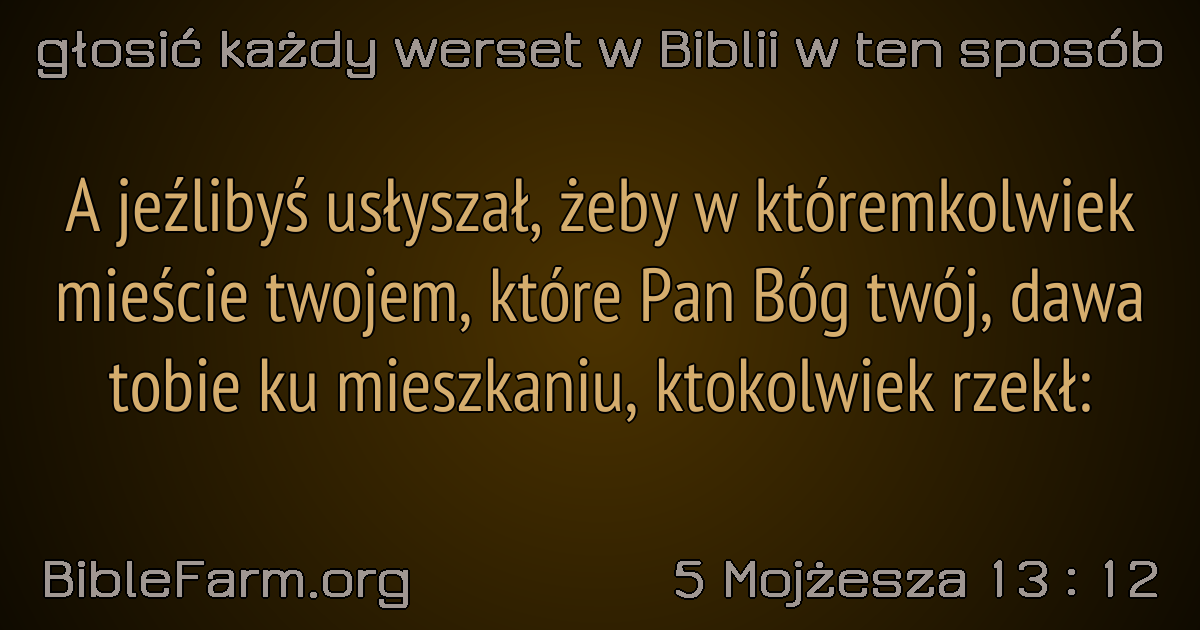 głosić każdy werset w Biblii w ten sposób
A jeźlibyś usłyszał, żeby w któremkolwiek
mieście twojem, które Pan Bóg twój, dawa
tobie ku mieszkaniu, ktokolwiek rzekł:
BibleFarm.org
5 Mojżesza 13 : 12